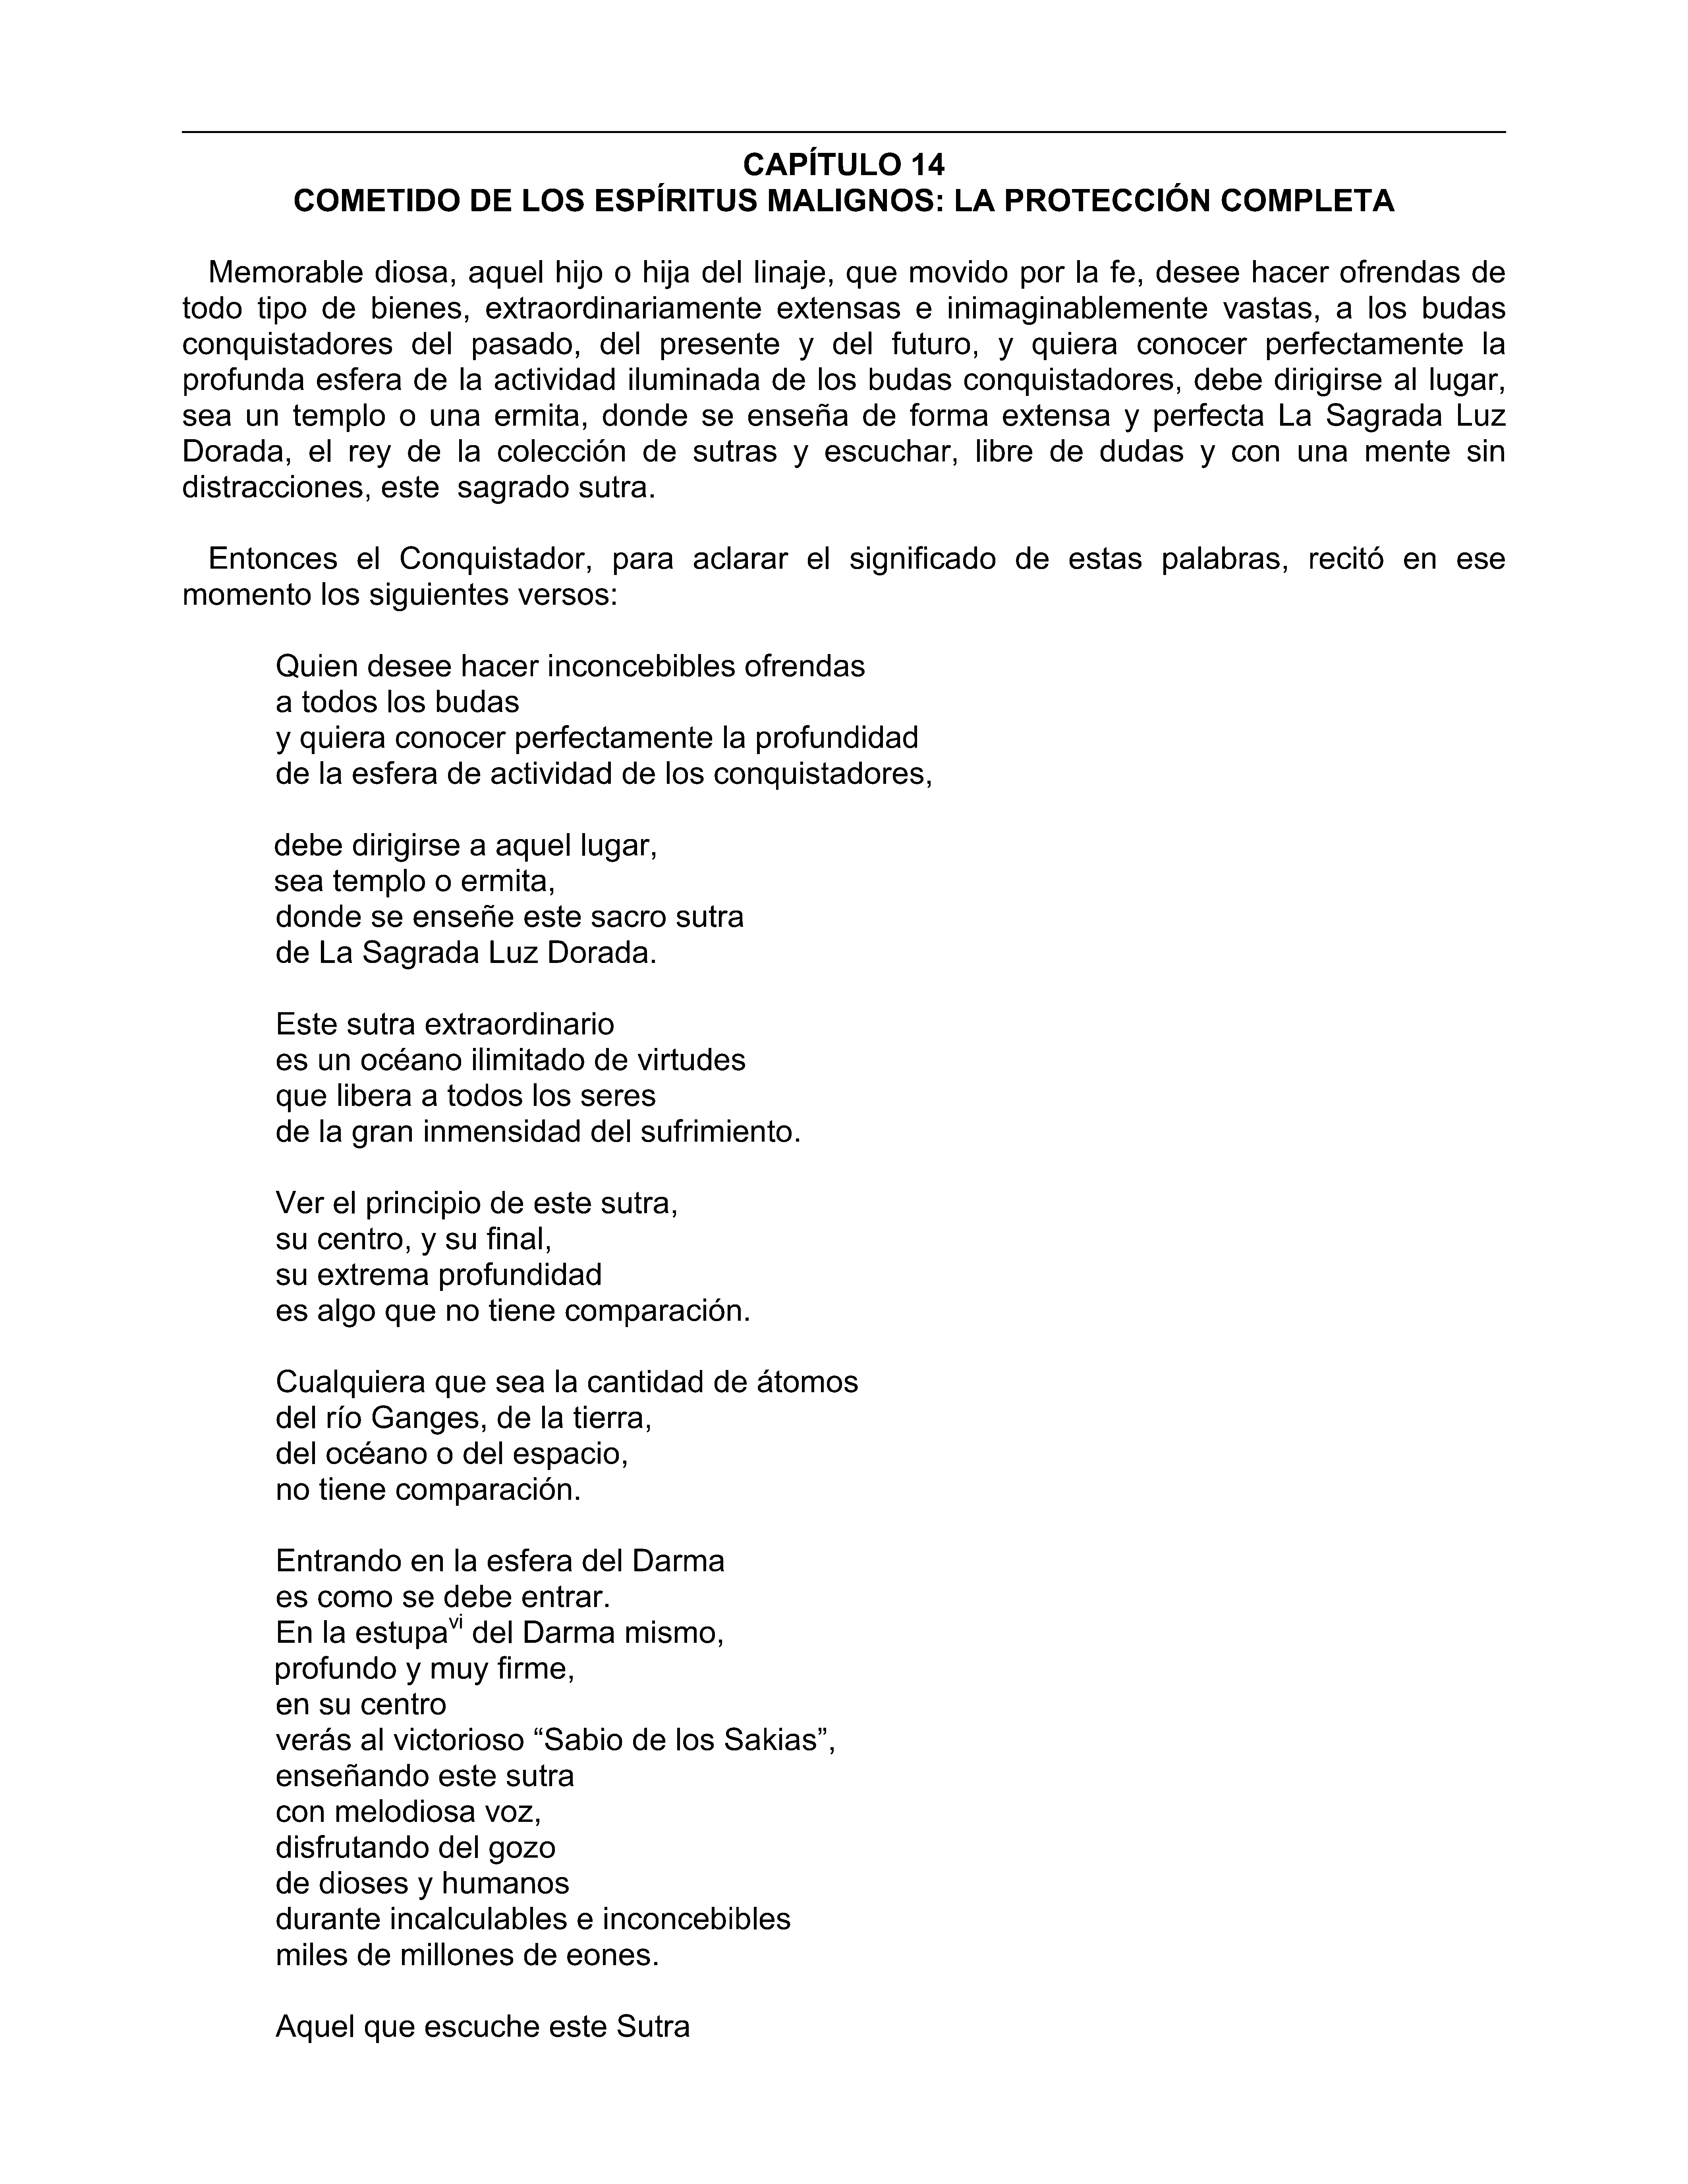 CAPÍTULO 14
COMETIDO DE LOS ESPÍRITUS MALIGNOS: LA PROTECCIÓN COMPLETA
Memorable diosa, aquel hijo o hija del linaje, que movido por la fe, desee hacer ofrendas de
todo tipo de bienes, extraordinariamente extensas e inimaginablemente vastas, a los budas
conquistadores del pasado, del presente y del futuro, y quiera conocer perfectamente la
profunda esfera de la actividad iluminada de los budas conquistadores, debe dirigirse al lugar,
sea un templo o una ermita, donde se enseña de forma extensa y perfecta La Sagrada Luz
Dorada, el rey de la colección de sutras y escuchar, libre de dudas y con una mente sin
distracciones, este  sagrado sutra.
Entonces el Conquistador, para aclarar el significado de estas palabras, recitó en ese
momento los siguientes versos:
Quien desee hacer inconcebibles ofrendas
a todos los budas
y quiera conocer perfectamente la profundidad
de la esfera de actividad de los conquistadores,
debe dirigirse a aquel lugar,
sea templo o ermita,
donde se enseñe este sacro sutra
de La Sagrada Luz Dorada.
Este sutra extraordinario
es un océano ilimitado de virtudes
que libera a todos los seres
de la gran inmensidad del sufrimiento.
Ver el principio de este sutra,
su centro, y su final,
su extrema profundidad
es algo que no tiene comparación.
Cualquiera que sea la cantidad de átomos
del río Ganges, de la tierra,
del océano o del espacio,
no tiene comparación.
Entrando en la esfera del Darma
es como se debe entrar.
En la estupavi del Darma mismo,
profundo y muy firme,
en su centro
verás al victorioso “Sabio de los Sakias”,
enseñando este sutra
con melodiosa voz,
disfrutando del gozo
de dioses y humanos
durante incalculables e inconcebibles
miles de millones de eones.
Aquel que escuche este Sutra